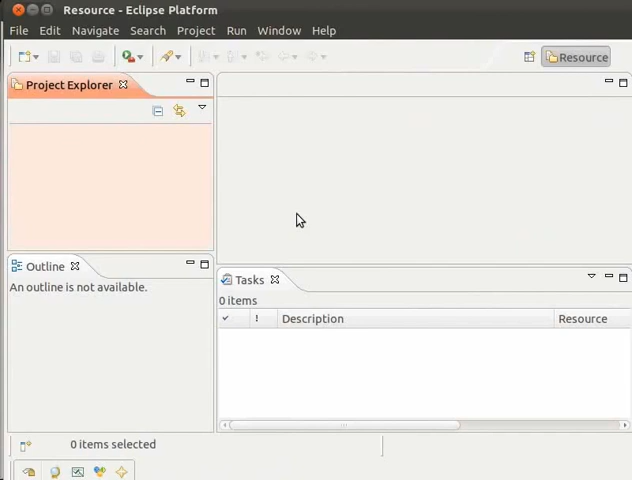 Resource - Eclipse Platform
File Edit Navigate Search Project Run Window Help
Resource
Project Explorer
Outline
An outline is not available.
Tasks
0 items
! Description Resource
0 items selected